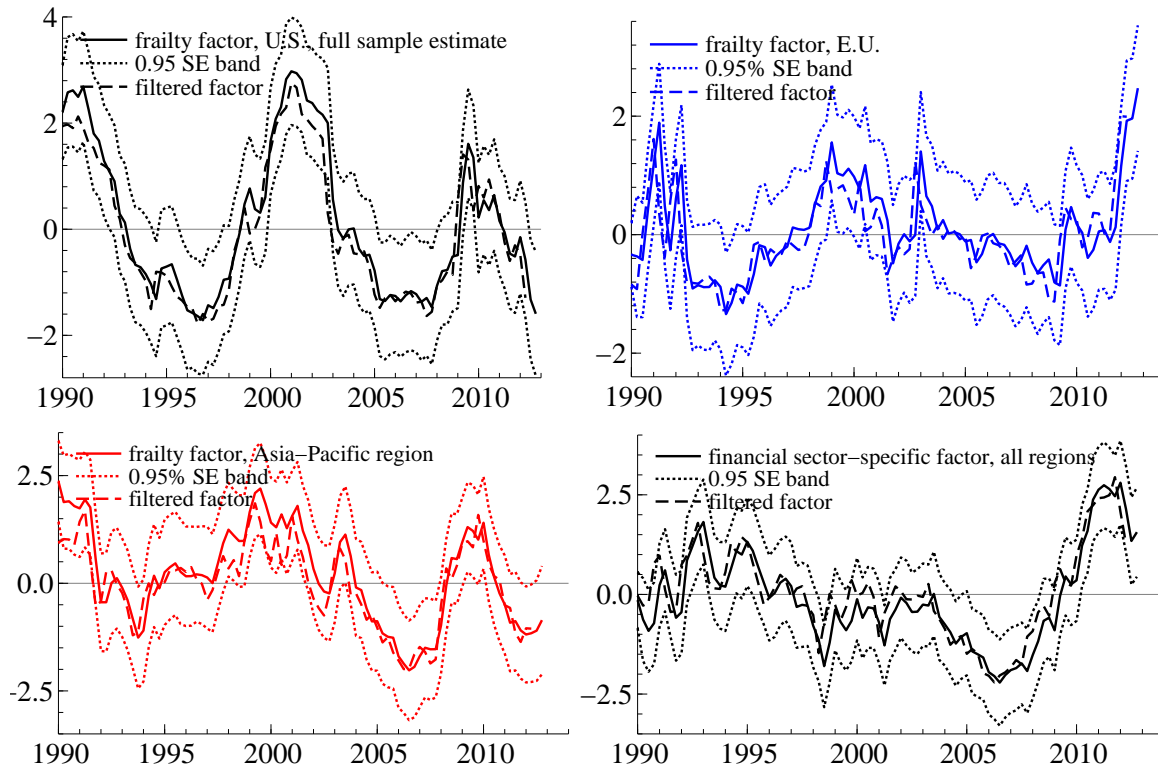 4
2
0
−2
frailty factor, U.S., full sample estimate
0.95 SE band
filtered factor
1990 1995 2000 2005 2010
2
0
−2
frailty factor, E.U.
0.95% SE band
filtered factor
1990 1995 2000 2005 2010
2.5
0.0
-2.5
frailty factor, Asia−Pacific region
0.95% SE band
filtered factor
1990 1995 2000 2005 2010
2.5
0.0
−2.5
financial sector−specific factor, all regions
0.95 SE band
filtered factor
1990 1995 2000 2005 2010